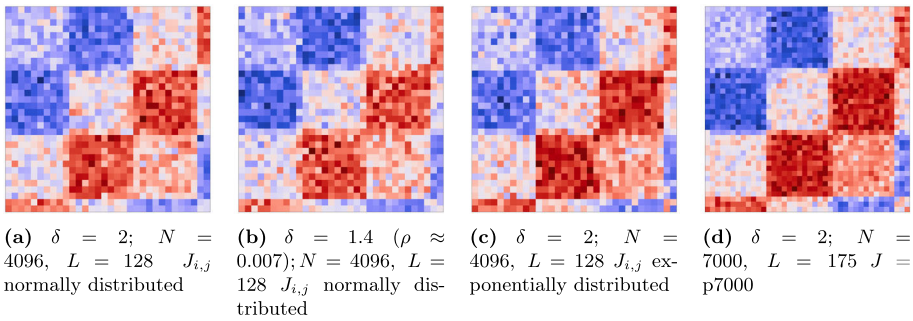 (a) δ = 2; N =
4096, L = 128 J_{i,j}
normally distributed
(b) δ = 1.4 (ρ ≈
0.007); N = 4096, L =
128 J_{i,j} normally dis-
tributed
(c) δ = 2; N =
4096, L = 128 J_{i,j} ex-
ponentially distributed
(d) δ = 2; N =
7000, L = 175 J =
p7000